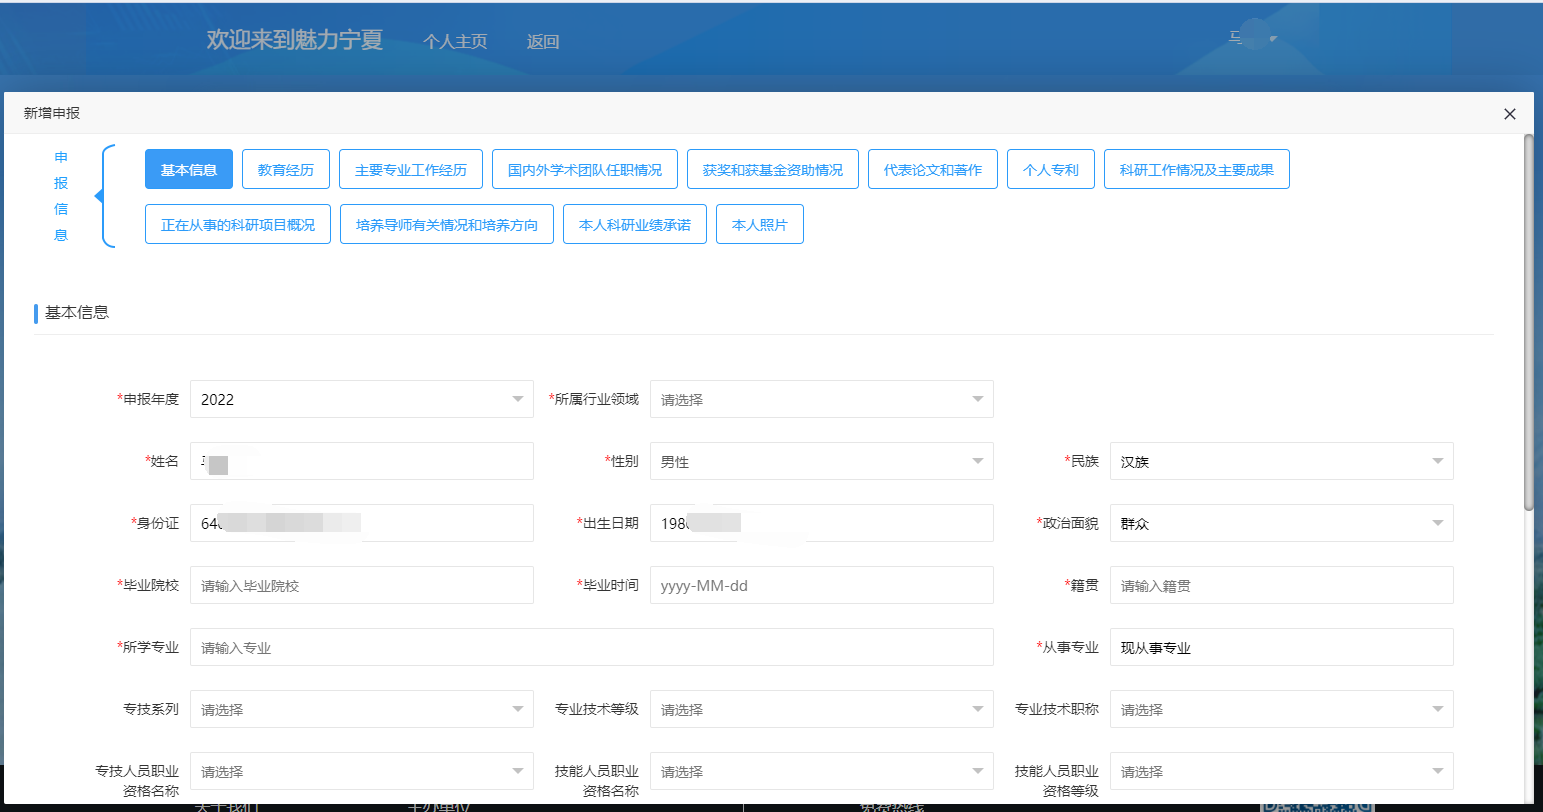 欢迎来到魅力宁夏 个人主页 返回
新增申报
申报信息
基本信息 教育经历 主要专业工作经历 国内外学术团队任职情况 获奖和获基金资助情况 代表论文和著作 个人专利 科研工作情况及主要成果
正在从事的科研项目概况 培养导师有关情况和培养方向 本人科研业绩承诺 本人照片
基本信息
*申报年度 2022 *所属行业领域 请选择
*姓名 *性别 男性 *民族 汉族
*身份证 64 *出生日期 198 *政治面貌 群众
*毕业院校 请输入毕业院校 *毕业时间 yyyy-MM-dd *籍贯 请输入籍贯
*所学专业 请输入专业 *从事专业 现从事专业
专技系列 请选择 专业技术等级 请选择 专业技术职称 请选择
专技人员职业资格名称 请选择 技能人员职业资格名称 请选择 技能人员职业资格等级 请选择